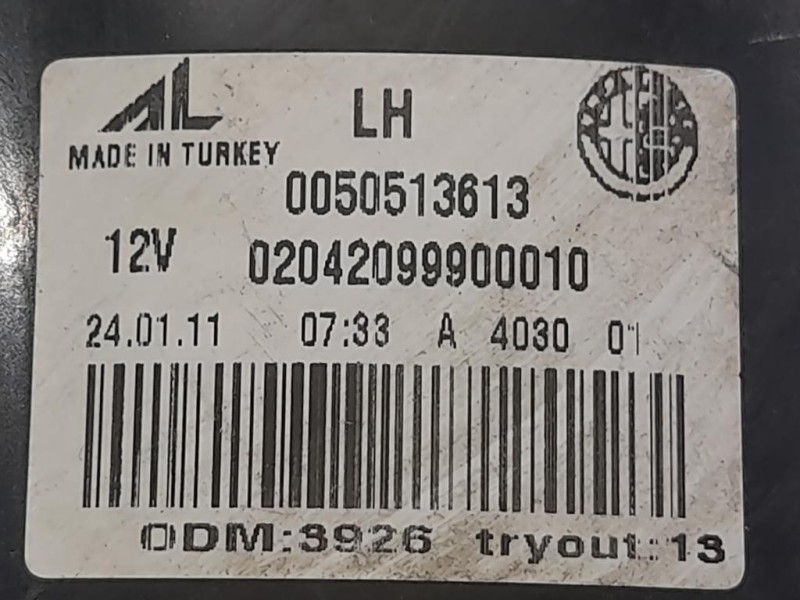 AL LH
MADE IN TURKEY
0050513613
12V 02042099900010
24.01.11 07:33 A 4030 01
ODM:3926 tryout:13